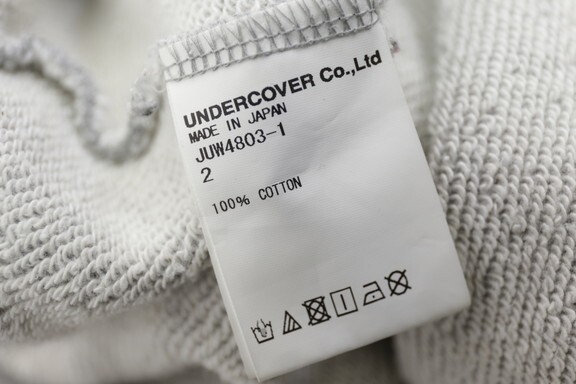 UNDERCOVER Co.,Ltd
MADE IN JAPAN
JUW4803-1
2
100% COTTON